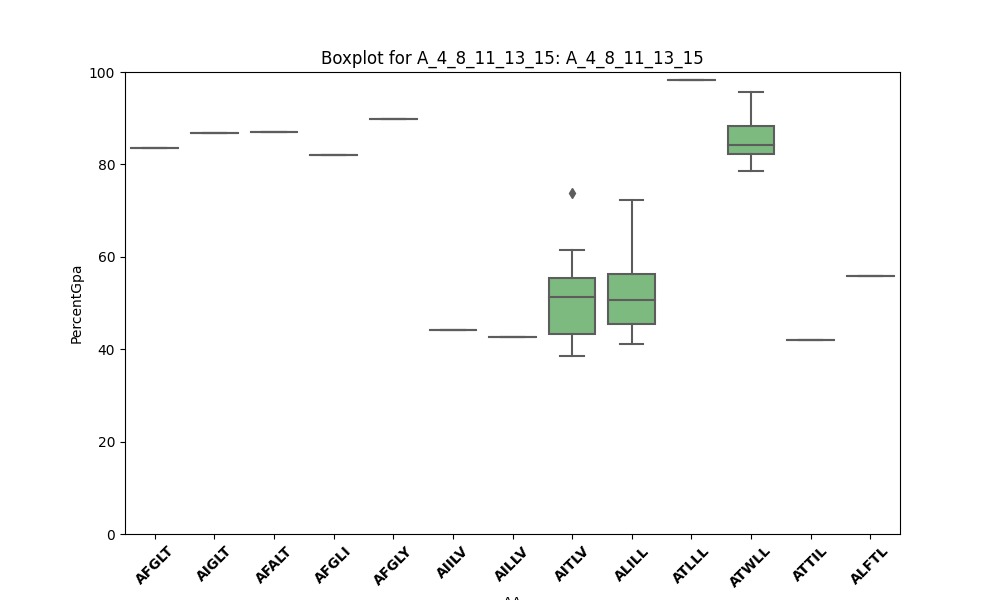 Boxplot for A_4_8_11_13_15: A_4_8_11_13_15
100
80
60
40
20
0
PercentGpa
AFGLT AIGLT AFALT AFGLI AFGLY AIILV AILLV AITLV ALILL ATLLL ATWLL ATTIL ALFTL
AA